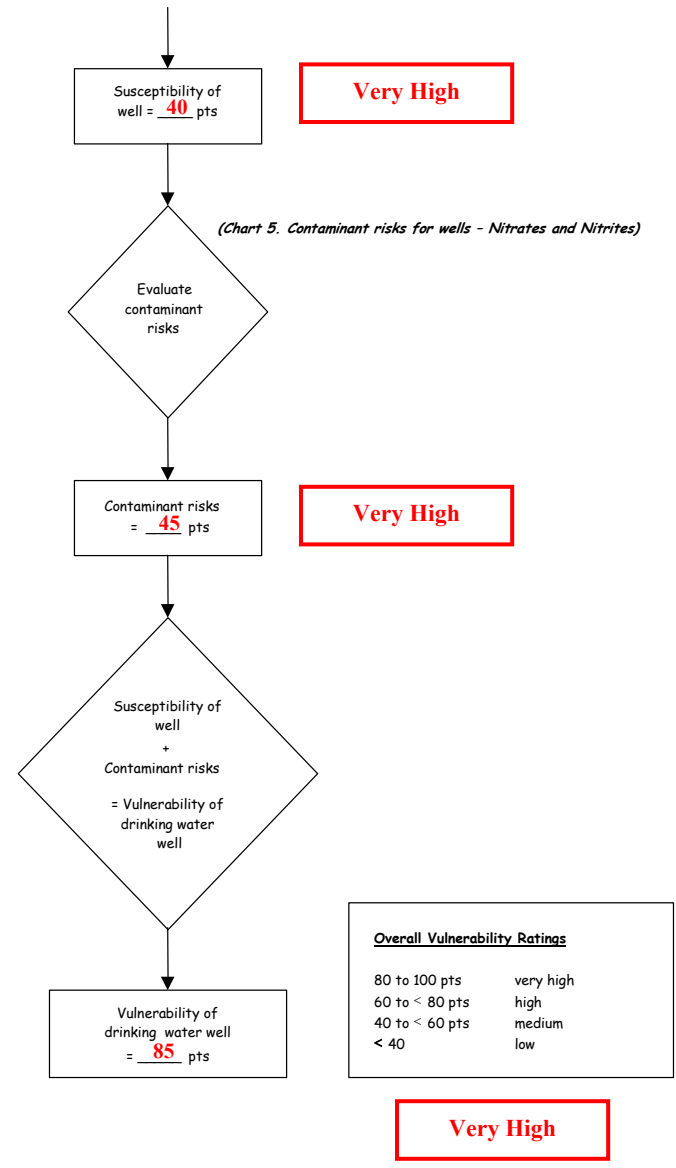 Susceptibility of
well = 40 pts
Very High
(Chart 5. Contaminant risks for wells – Nitrates and Nitrites)
Evaluate
contaminant
risks
Contaminant risks
= 45 pts
Very High
Susceptibility of
well
+
Contaminant risks
= Vulnerability of
drinking water
well
Vulnerability of
drinking water well
= 85 pts
Overall Vulnerability Ratings
80 to 100 pts very high
60 to < 80 pts high
40 to < 60 pts medium
< 40 low
Very High